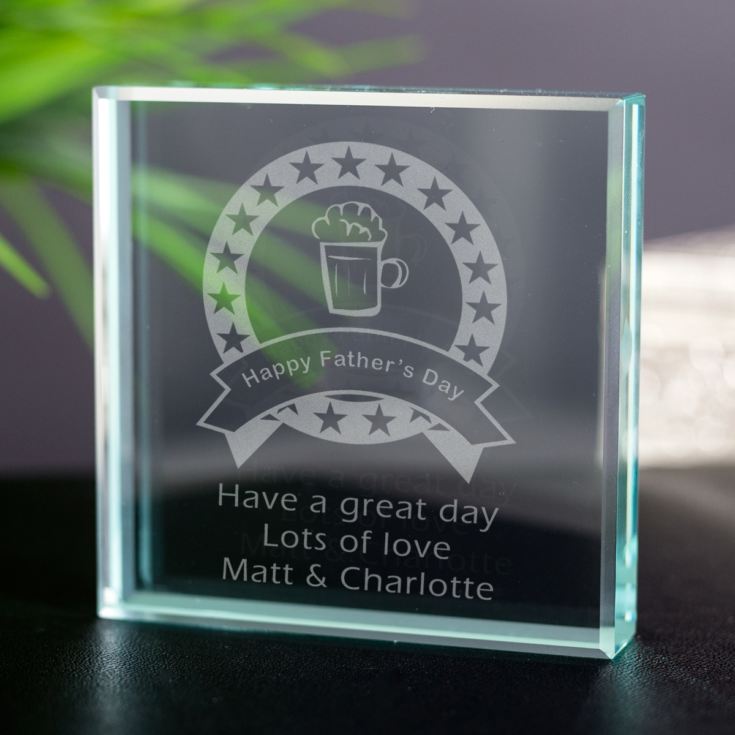 Happy Father's Day
Have a great day
Lots of love
Matt & Charlotte